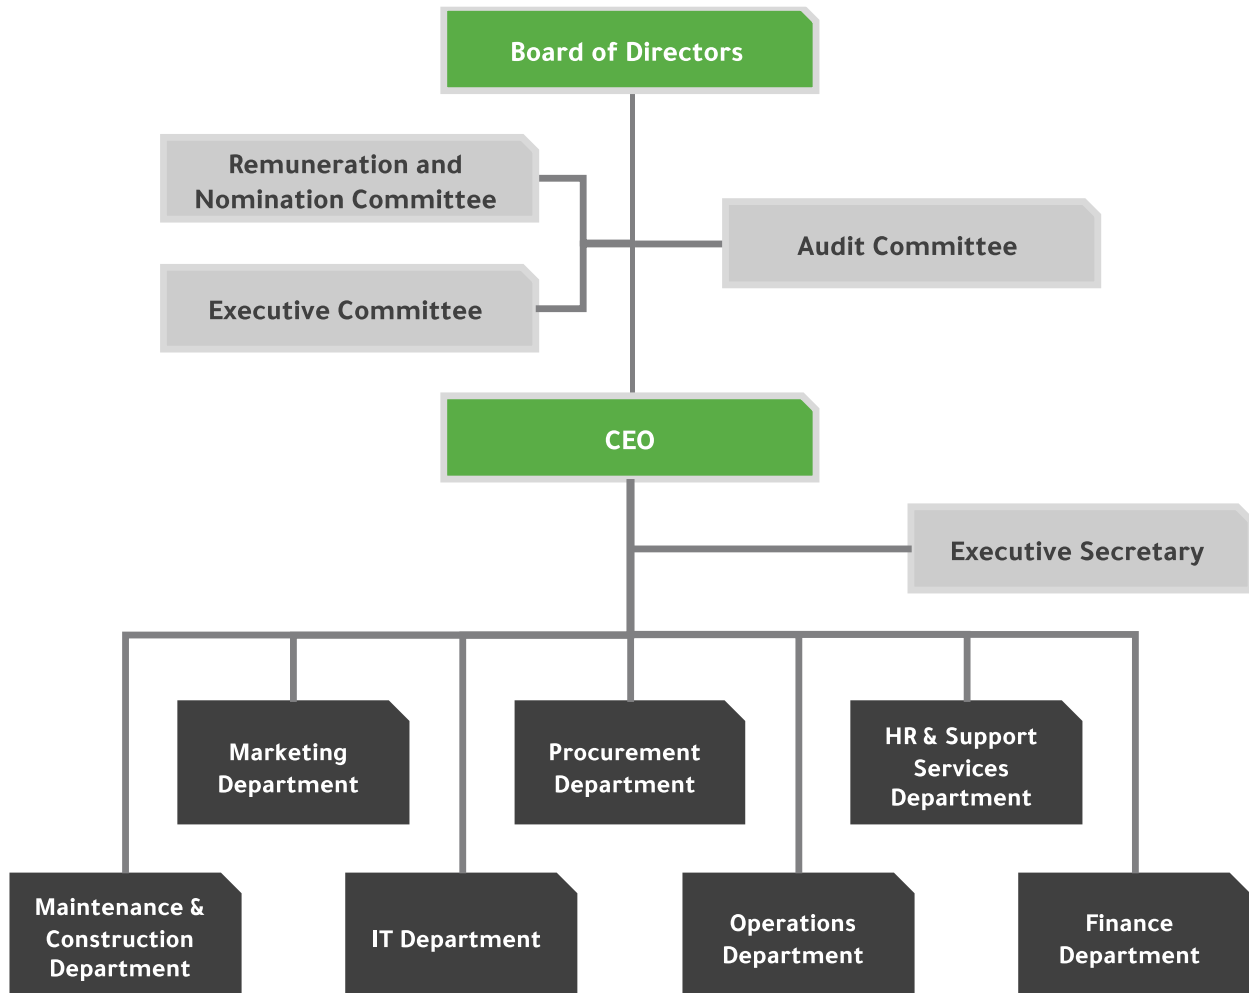 Board of Directors
Remuneration and
Nomination Committee
Audit Committee
Executive Committee
CEO
Executive Secretary
Marketing
Department
Procurement
Department
HR & Support
Services
Department
Maintenance &
Construction
Department
IT Department
Operations
Department
Finance
Department